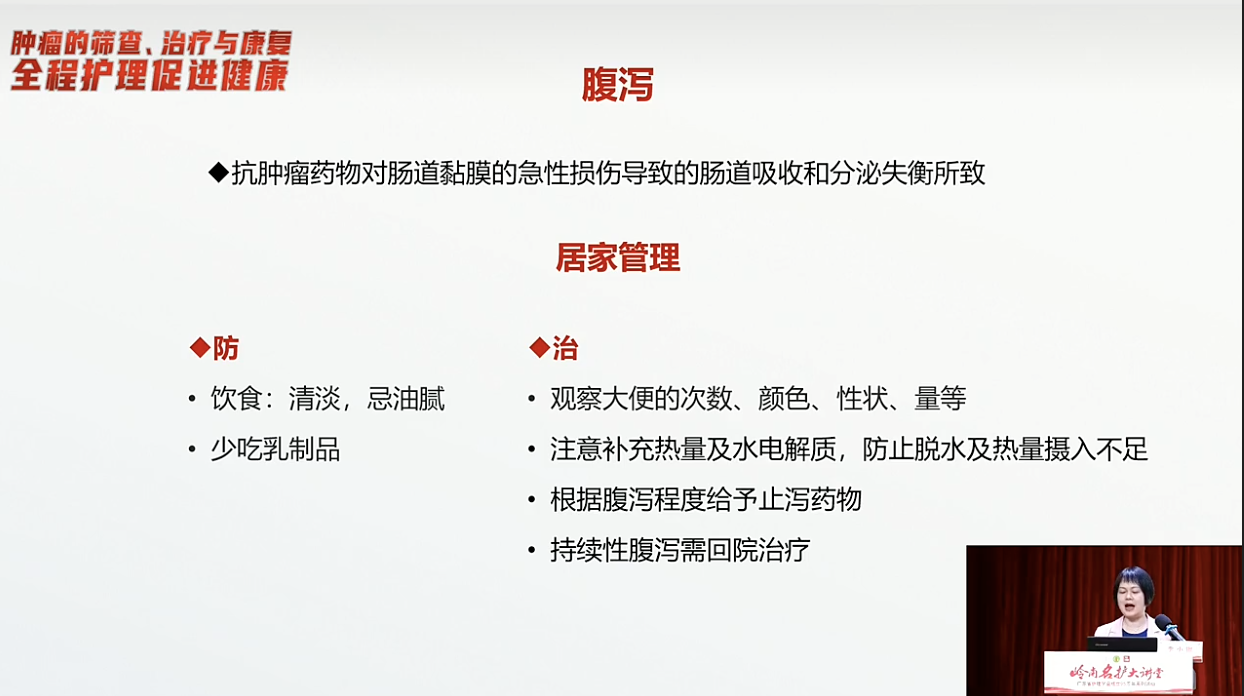 肿瘤的筛查、治疗与康复
全程护理促进健康
腹泻
◆抗肿瘤药物对肠道黏膜的急性损伤导致的肠道吸收和分泌失衡所致
居家管理
◆防
• 饮食：清淡，忌油腻
• 少吃乳制品
◆治
• 观察大便的次数、颜色、性状、量等
• 注意补充热量及水电解质，防止脱水及热量摄入不足
• 根据腹泻程度给予止泻药物
• 持续性腹泻需回院治疗
岭南名护大讲堂